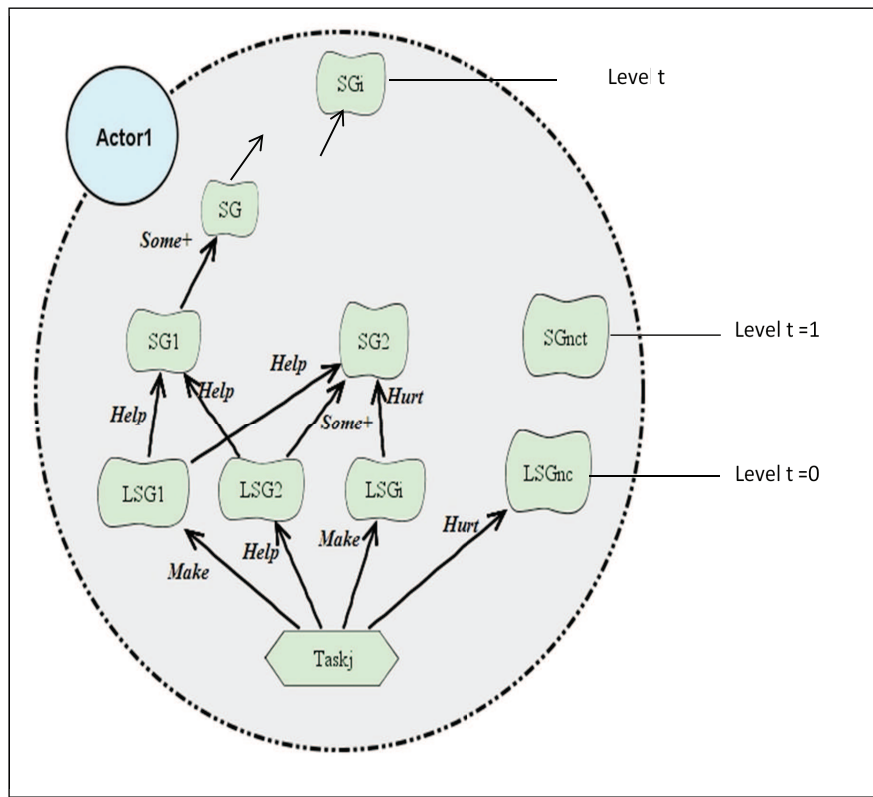 SGi
Level t
Actor1
SG
Some+
SG1
SG2
SGnct
Level t =1
Help
Help
Hurt
Help
Some+
LSG1
LSG2
LSGi
LSGnc
Level t =0
Make
Help
Make
Hurt
Taskj